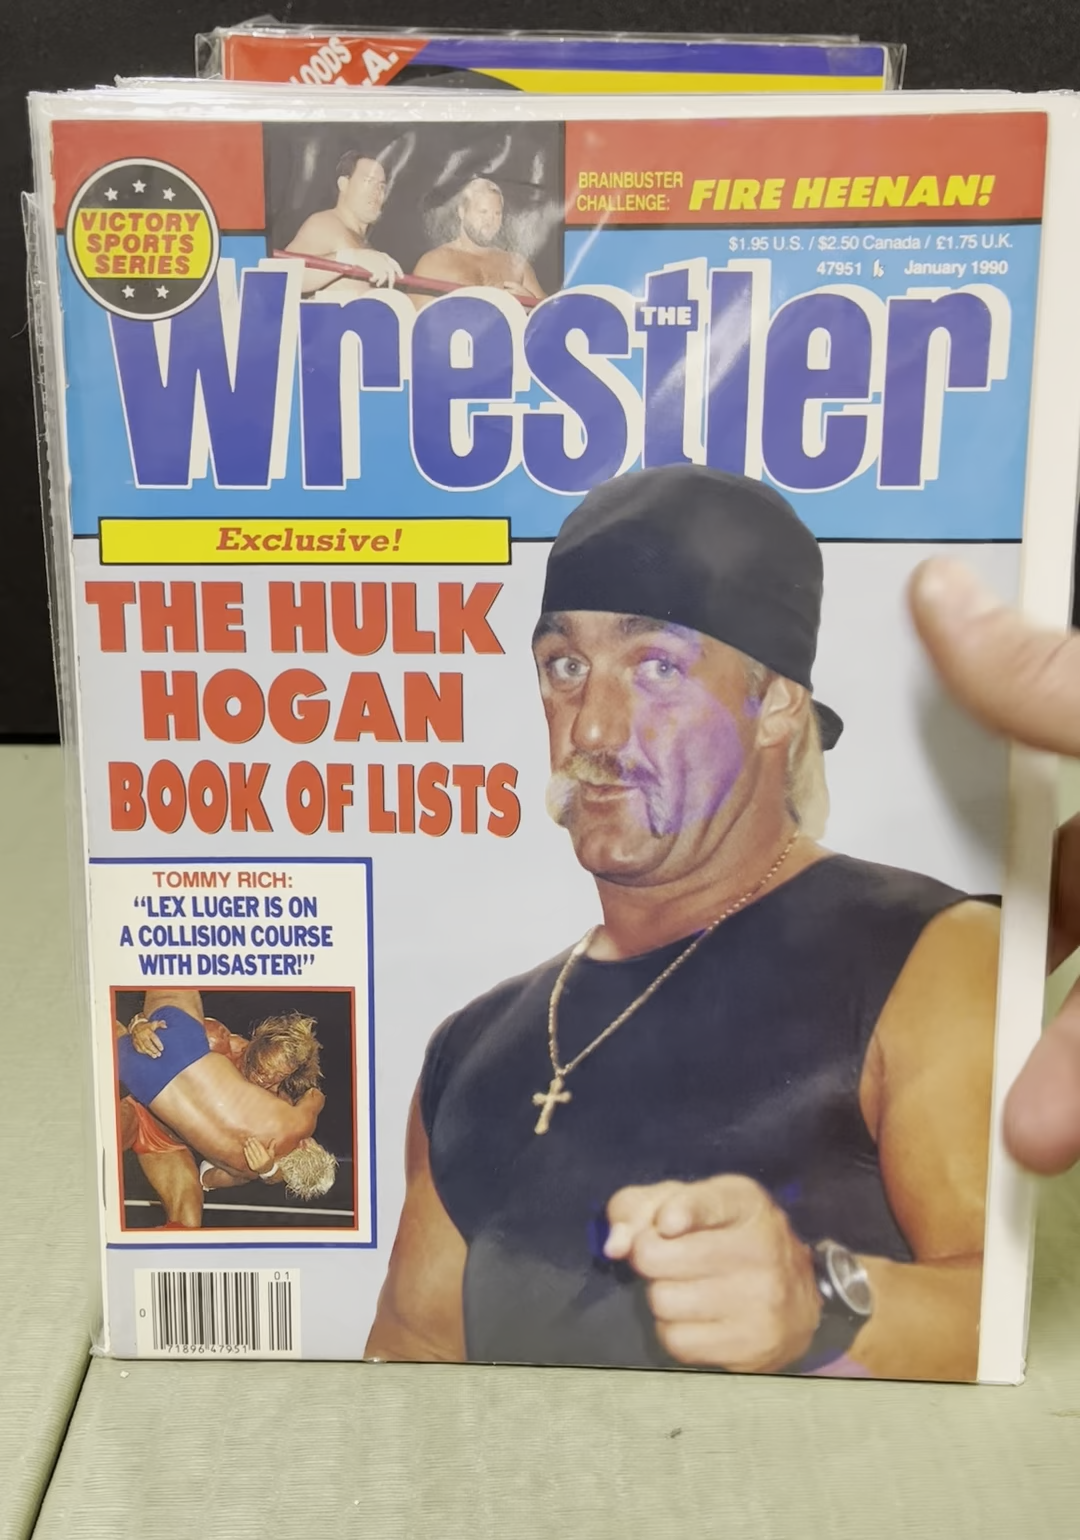 OODS
A.
VICTORY
SPORTS
SERIES
BRAINBUSTER
CHALLENGE:
FIRE HEENAN!
$1.95 U.S. / $2.50 Canada / £1.75 U.K.
47951
January 1990
THE
Wrestler
Exclusive!
THE HULK
HOGAN
BOOK OF LISTS
TOMMY RICH:
“LEX LUGER IS ON
A COLLISION COURSE
WITH DISASTER!”
01
0
71896 47951